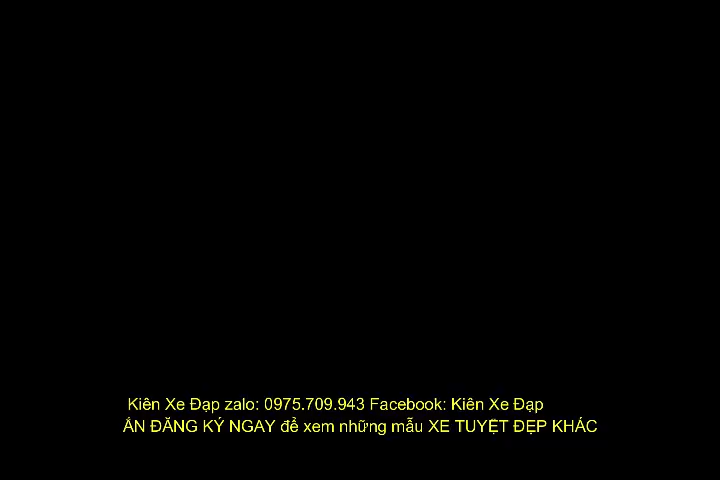 Kiên Xe Đạp zalo: 0975.709.943 Facebook: Kiên Xe Đạp
ẤN ĐĂNG KÝ NGAY để xem những mẫu XE TUYỆT ĐẸP KHÁC